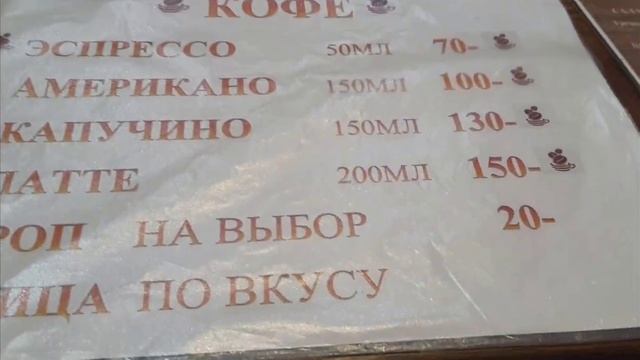 КОФЕ
ЭСПРЕССО 50МЛ 70-
АМЕРИКАНО 150МЛ 100-
КАПУЧИНО 150МЛ 130-
ЛАТТЕ 200МЛ 150-
РОП НА ВЫБОР 20-
ИЦА ПО ВКУСУ